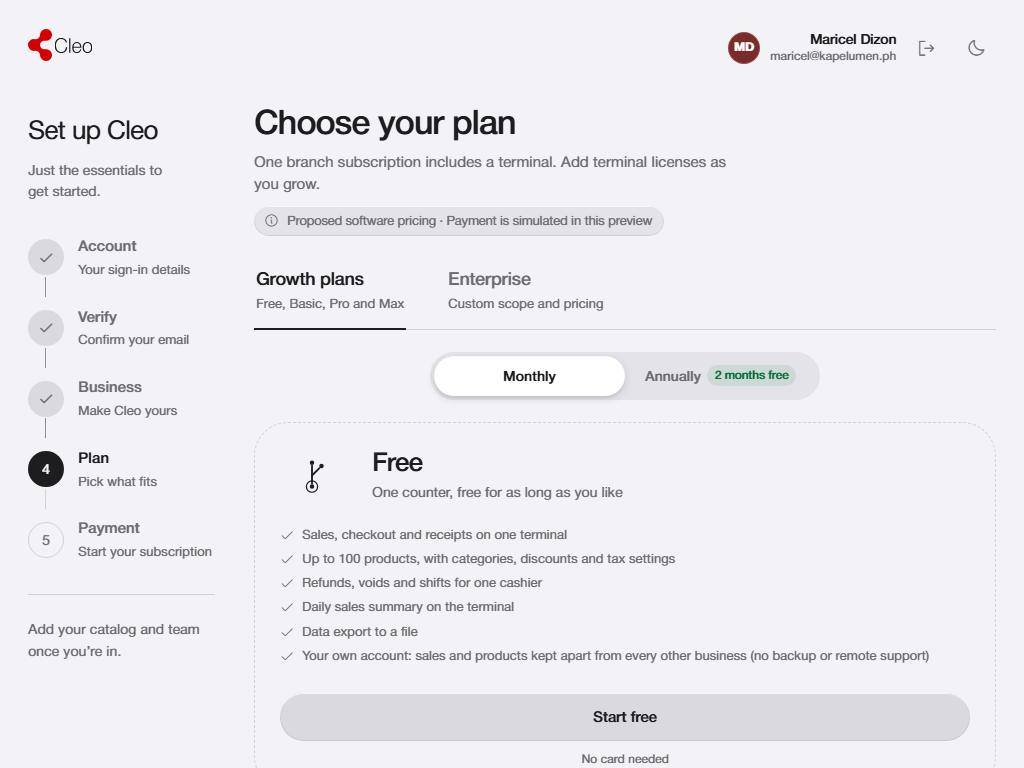 Cleo
MD
Maricel Dizon
maricel@kapelumen.ph
Set up Cleo
Just the essentials to
get started.
Account
Your sign-in details
Verify
Confirm your email
Business
Make Cleo yours
4
Plan
Pick what fits
5
Payment
Start your subscription
Add your catalog and team
once you’re in.
Choose your plan
One branch subscription includes a terminal. Add terminal licenses as
you grow.
Proposed software pricing · Payment is simulated in this preview
Growth plans
Free, Basic, Pro and Max
Enterprise
Custom scope and pricing
Monthly
Annually 2 months free
Free
One counter, free for as long as you like
Sales, checkout and receipts on one terminal
Up to 100 products, with categories, discounts and tax settings
Refunds, voids and shifts for one cashier
Daily sales summary on the terminal
Data export to a file
Your own account: sales and products kept apart from every other business (no backup or remote support)
Start free
No card needed